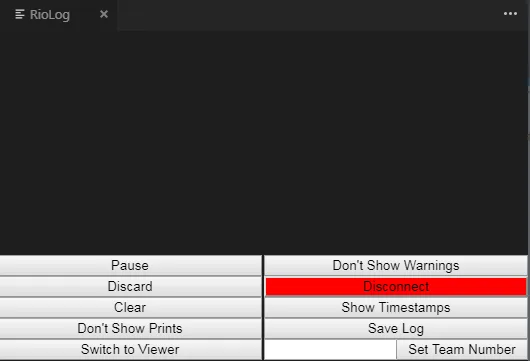 RioLog
Pause
Don't Show Warnings
Discard
Disconnect
Clear
Show Timestamps
Don't Show Prints
Save Log
Switch to Viewer
Set Team Number